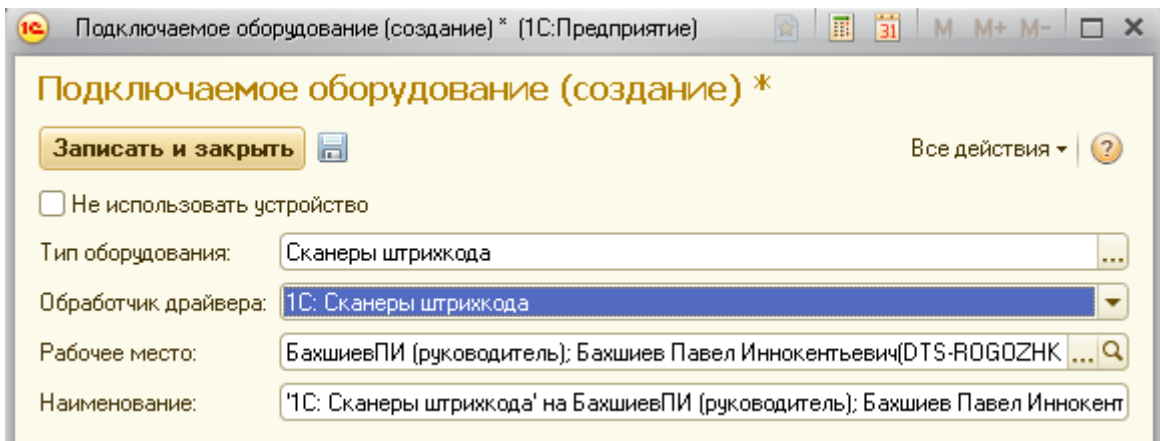 1С Подключаемое оборудование (создание) * (1С:Предприятие) 31 M M+ M-
Подключаемое оборудование (создание) *
Записать и закрыть Все действия ?
Не использовать устройство
Тип оборудования: Сканеры штрихкода ...
Обработчик драйвера: 1С: Сканеры штрихкода
Рабочее место: БахшиевПИ (руководитель); Бахшиев Павел Иннокентьевич(DTS-ROGOZHK ...
Наименование: '1С: Сканеры штрихкода' на БахшиевПИ (руководитель); Бахшиев Павел Иннокент